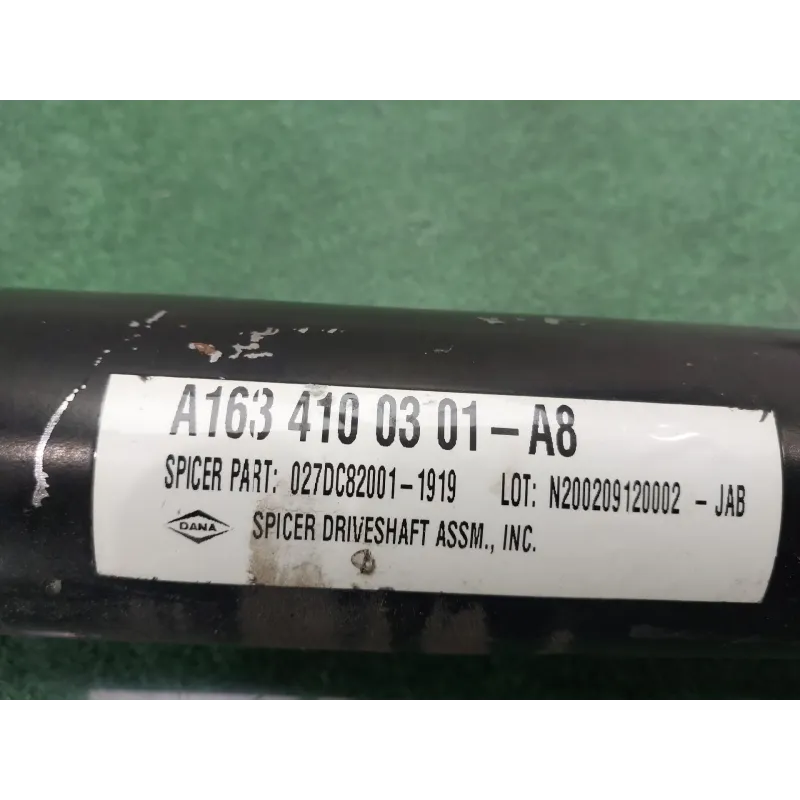 A163 410 03 01-A8
SPICER PART: 027DC82001-1919 LOT: N200209120002 -JAB
DANA SPICER DRIVESHAFT ASSM., INC.